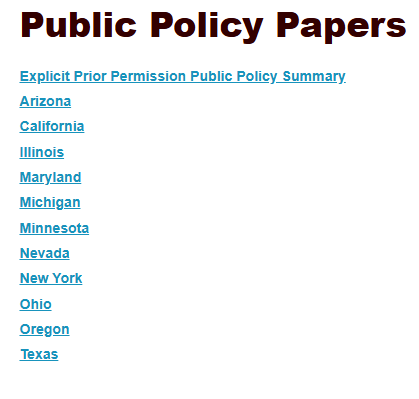 Public Policy Papers
Explicit Prior Permission Public Policy Summary
Arizona
California
Illinois
Maryland
Michigan
Minnesota
Nevada
New York
Ohio
Oregon
Texas